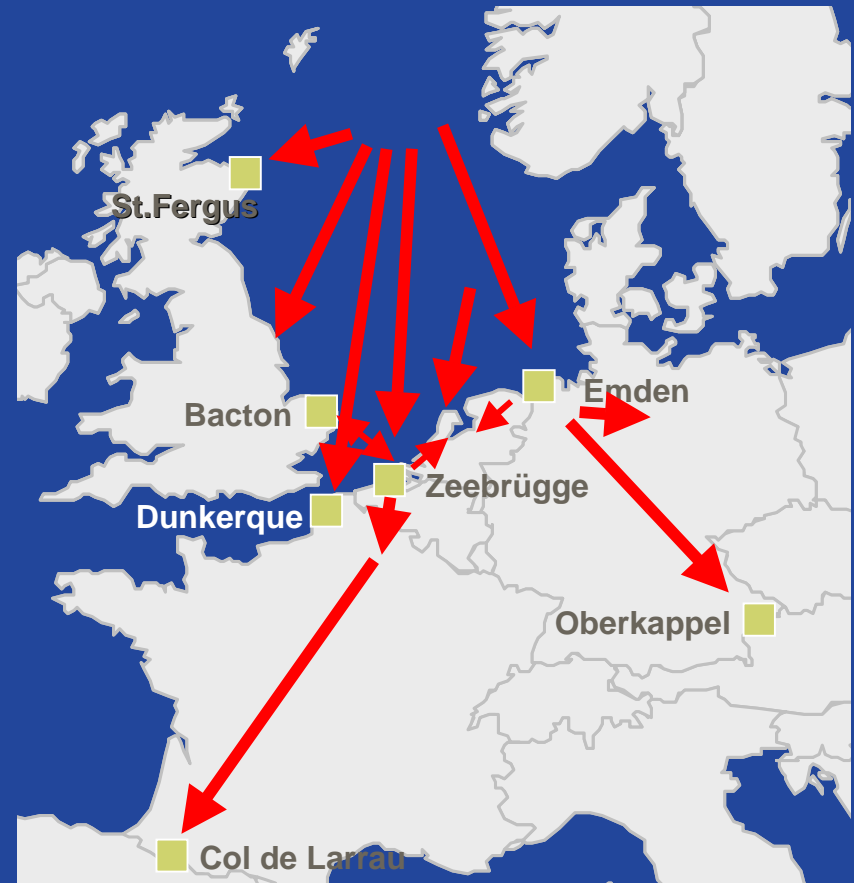 St.Fergus
Emden
Bacton
Zeebrügge
Dunkerque
Oberkappel
Col de Larrau